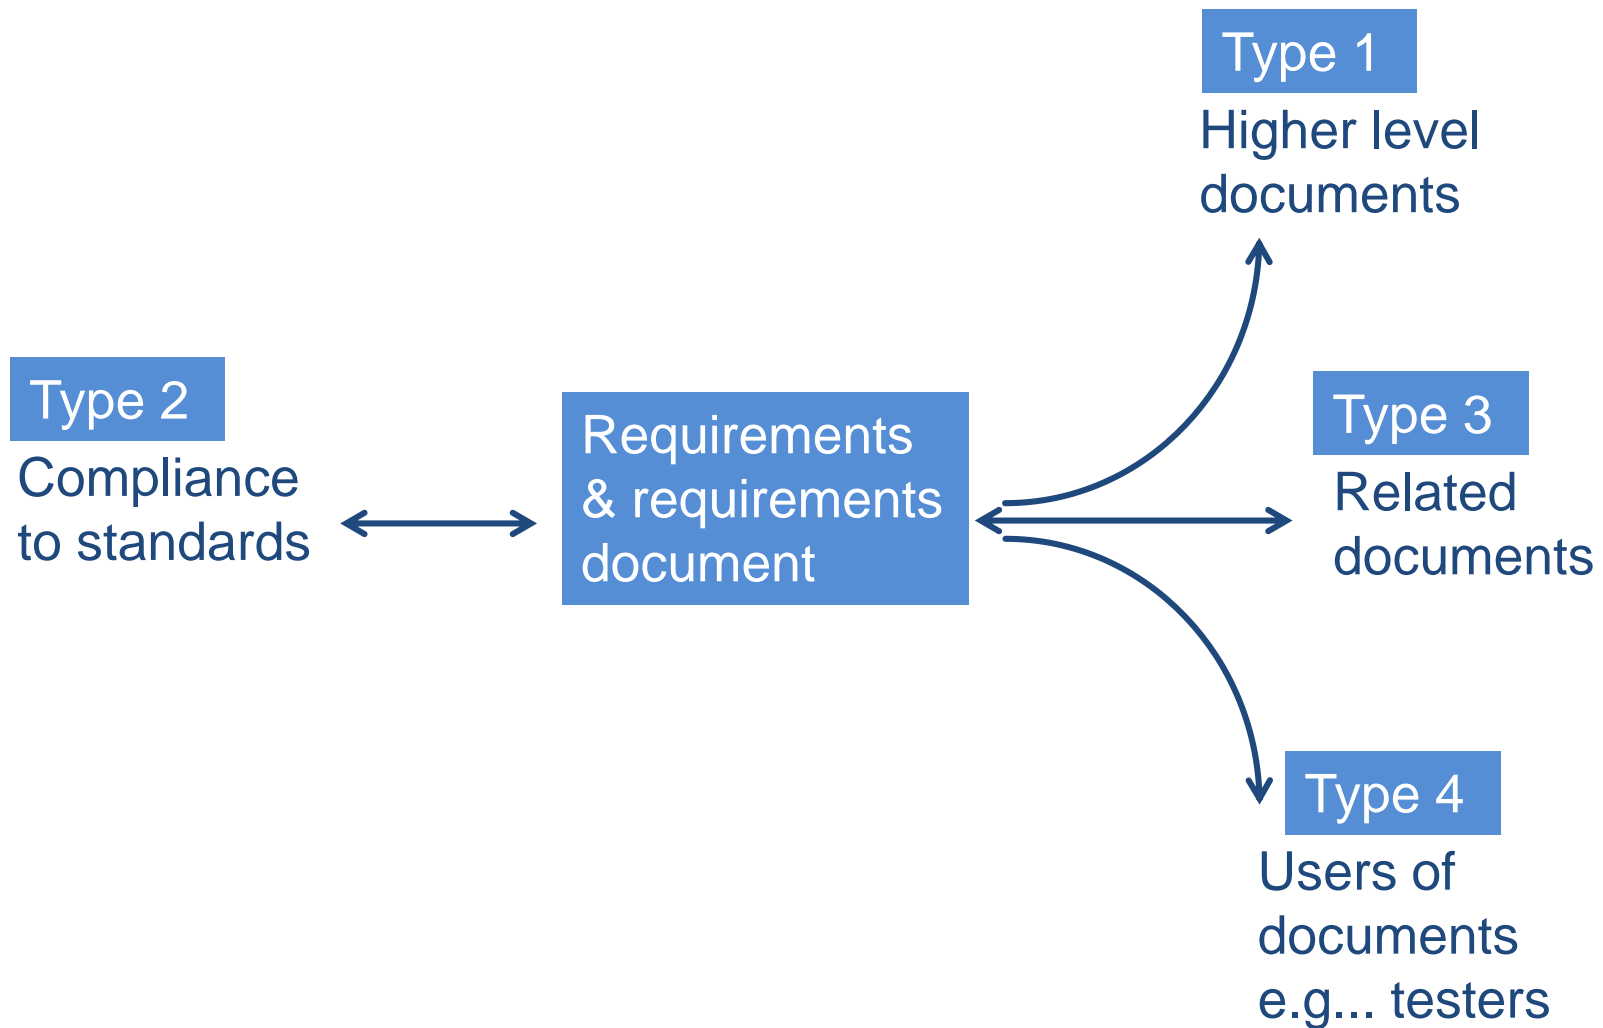 Type 1
Higher level
documents
Type 2
Compliance
to standards
Requirements
& requirements
document
Type 3
Related
documents
Type 4
Users of
documents
e.g... testers